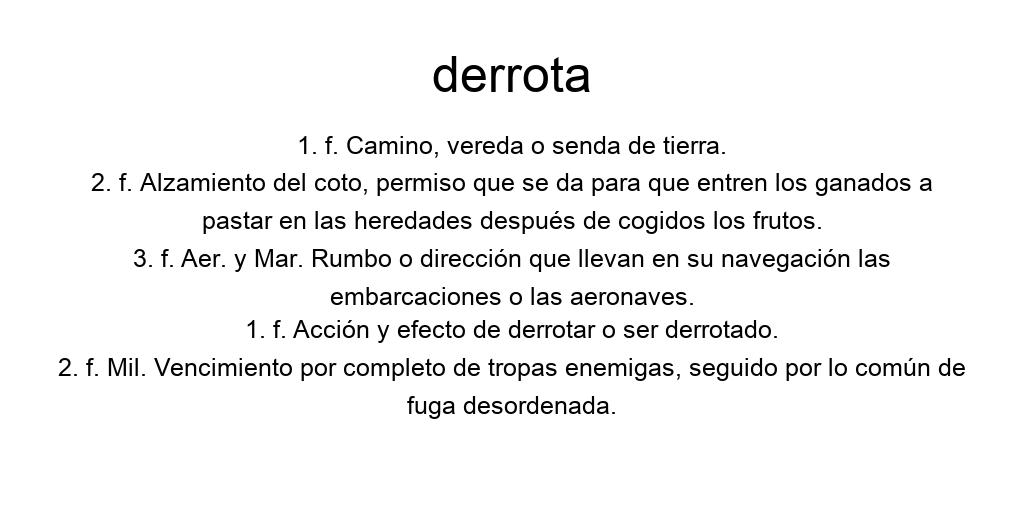 derrota
1. f. Camino, vereda o senda de tierra.
2. f. Alzamiento del coto, permiso que se da para que entren los ganados a
pastar en las heredades después de cogidos los frutos.
3. f. Aer. y Mar. Rumbo o dirección que llevan en su navegación las
embarcaciones o las aeronaves.
1. f. Acción y efecto de derrotar o ser derrotado.
2. f. Mil. Vencimiento por completo de tropas enemigas, seguido por lo común de
fuga desordenada.